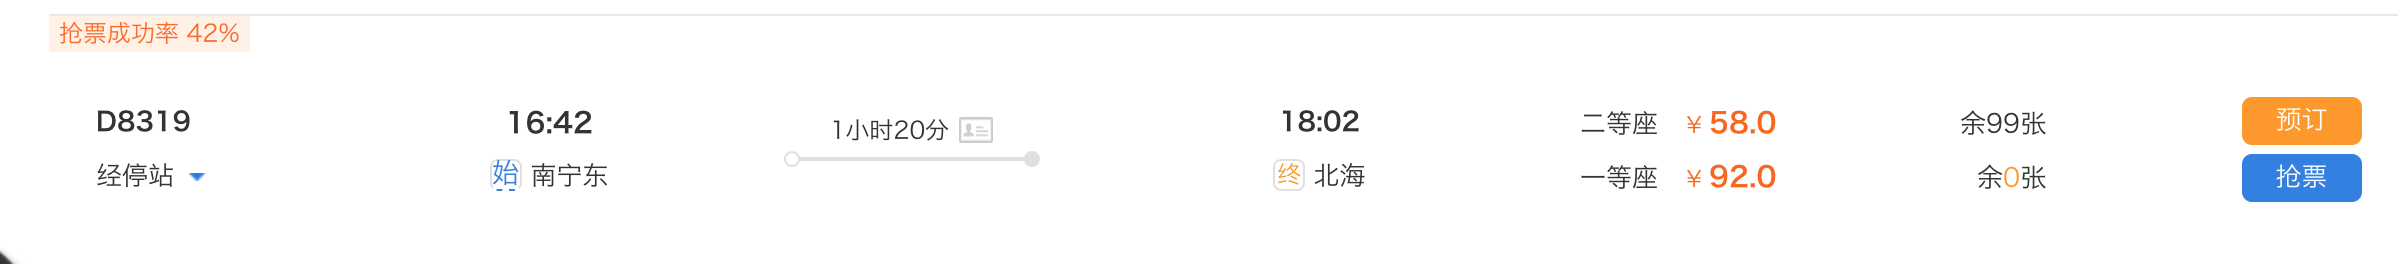 抢票成功率 42%
D8319 16:42 1小时20分 18:02 二等座 ¥58.0 余99张 预订
经停站 始 南宁东 终 北海 一等座 ¥92.0 余0张 抢票